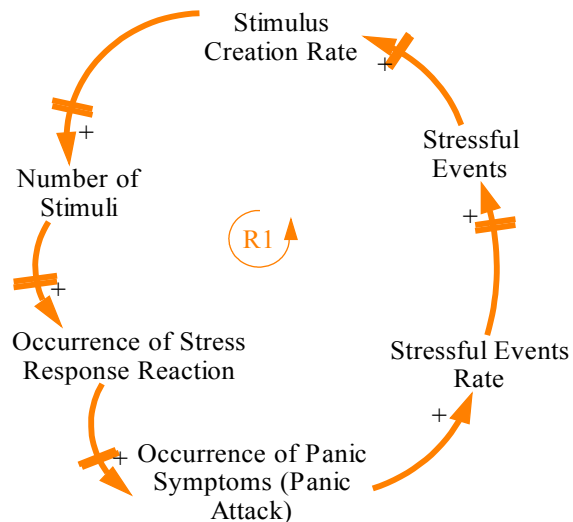 Stimulus
Creation Rate
+
+
Stressful
Events
Number of
Stimuli
+
R1
+
Occurrence of Stress
Response Reaction
Stressful Events
Rate
+
+
Occurrence of Panic
Symptoms (Panic
Attack)